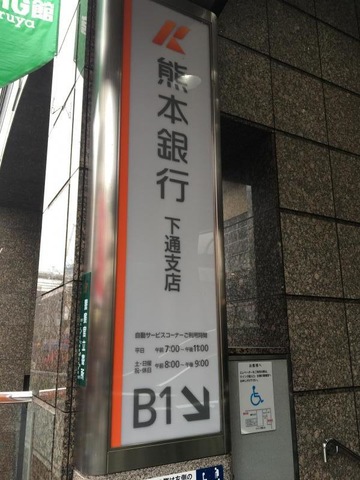 館
ruya
熊本銀行
下通支店
自動サービスコーナーご利用時間
平日 午前7:00~午後11:00
土・日曜
祝・休日 午前8:00~午後9:00
B1